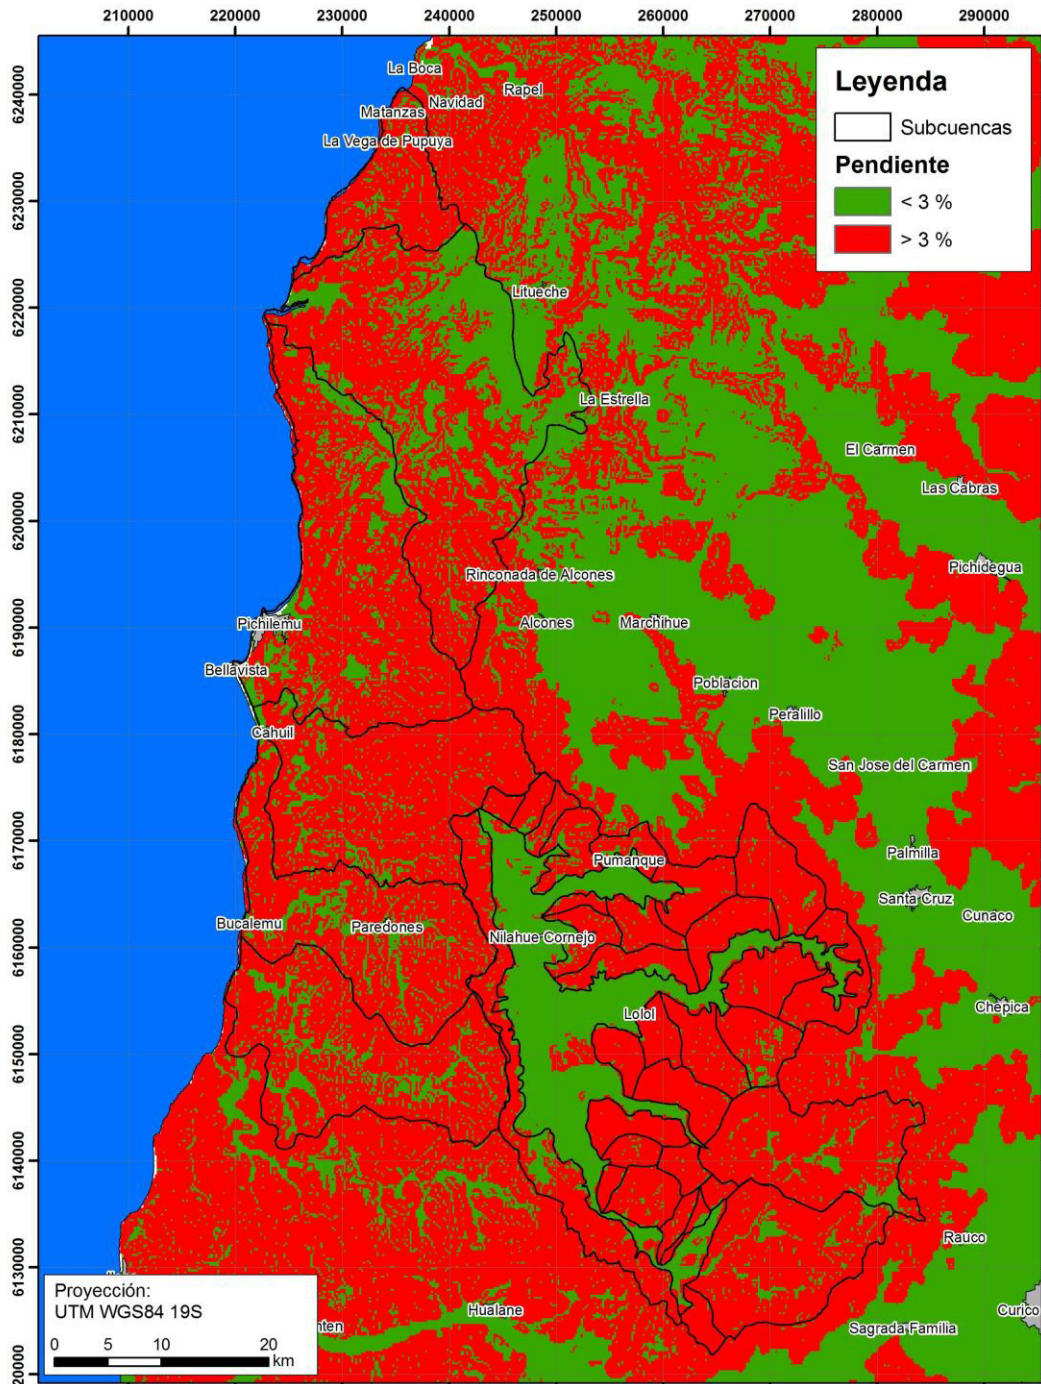 210000 220000 230000 240000 250000 260000 270000 280000 290000
6240000
6230000
6220000
6210000
6200000
6190000
6180000
6170000
6160000
6150000
6140000
6130000
Leyenda
Subcuencas
Pendiente
< 3 %
> 3 %
La Boca
Rapel
Navidad
Matanzas
La Vega de Pupuya
Litueche
La Estrella
El Carmen
Las Cabras
Pichidegua
Rinconada de Alcones
Alcones
Marchihue
Pichilemu
Bellavista
Poblacion
Peralillo
Cahuil
San Jose del Carmen
Palmilla
Pumanque
Santa Cruz
Cunaco
Bucalemu
Paredones
Nilahue Cornejo
Chepica
Lolol
Rauco
Hualane
Curico
Sagrada Familia
Proyección:
UTM WGS84 19S
0 5 10 20
km